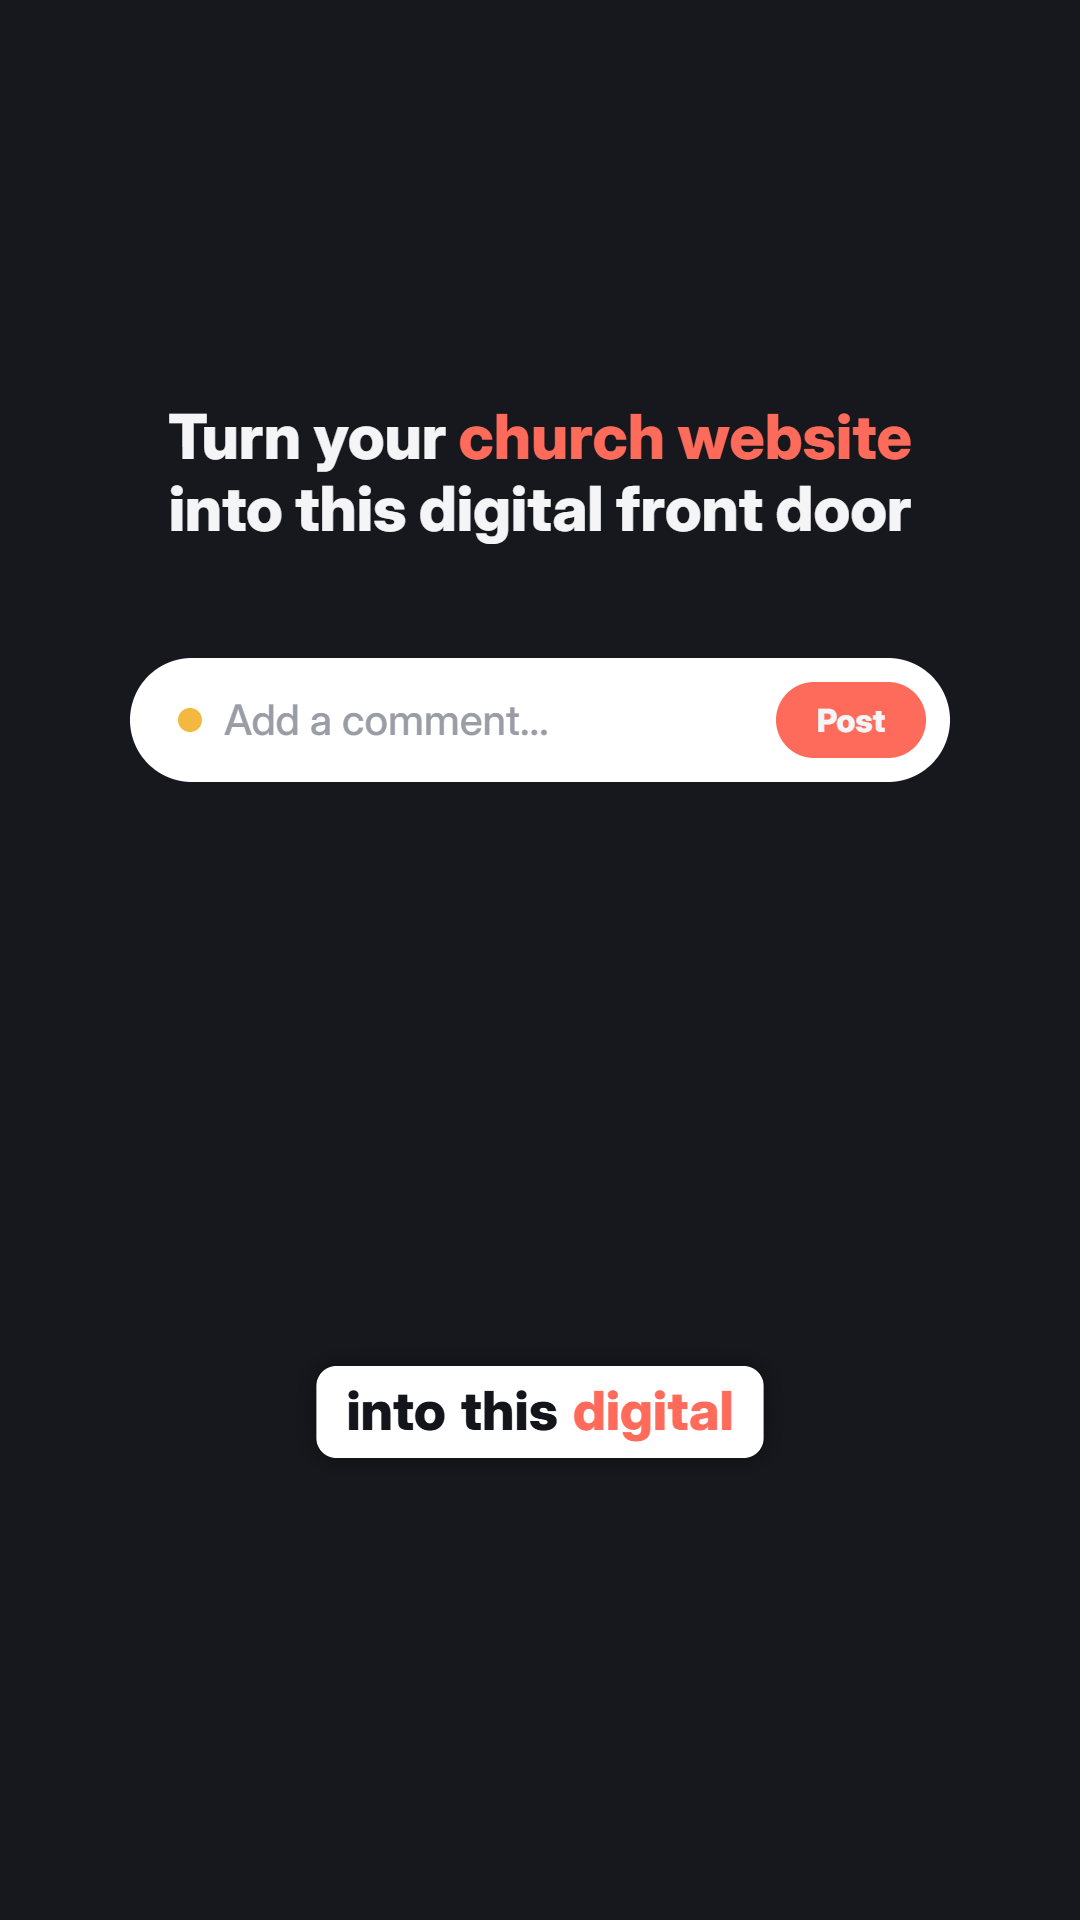 Turn your church website
into this digital front door
Add a comment...
Post
into this digital